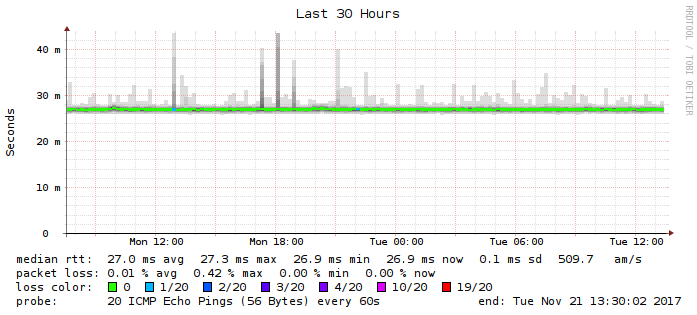 Last 30 Hours
RRDTOOL / TOBI OETIKER
Seconds
40 m
30 m
20 m
10 m
0
Mon 12:00 Mon 18:00 Tue 00:00 Tue 06:00 Tue 12:00
median rtt: 27.0 ms avg 27.3 ms max 26.9 ms min 26.9 ms now 0.1 ms sd 509.7 am/s
packet loss: 0.01 % avg 0.42 % max 0.00 % min 0.00 % now
loss color: 0 1/20 2/20 3/20 4/20 10/20 19/20
probe: 20 ICMP Echo Pings (56 Bytes) every 60s end: Tue Nov 21 13:30:02 2017